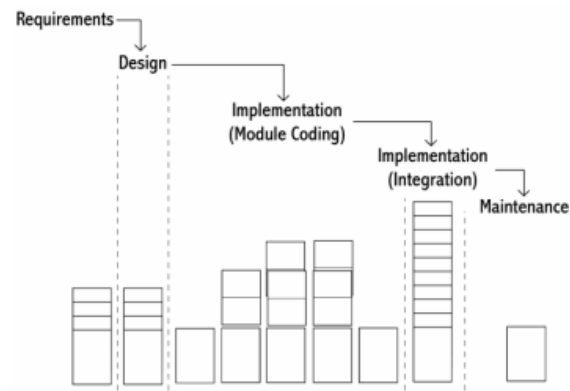 Requirements
Design
Implementation
(Module Coding)
Implementation
(Integration)
Maintenance